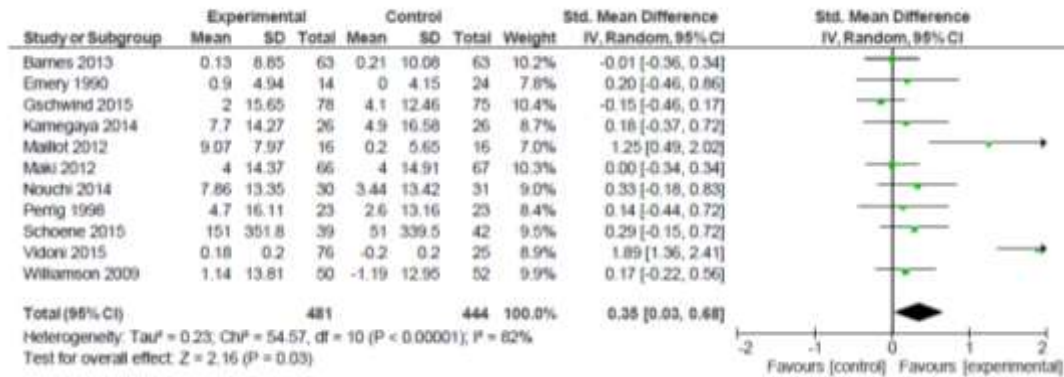 Experimental Control Std. Mean Difference Std. Mean Difference
Study or Subgroup Mean SD Total Mean SD Total Weight IV, Random, 95% CI IV, Random, 95% CI
Barnes 2013 0.13 8.85 63 0.21 10.08 63 10.2% -0.01 [-0.36, 0.34]
Emery 1990 0.9 4.94 14 0 4.15 24 7.8% 0.20 [-0.46, 0.86]
Gschwind 2015 2 15.65 78 4.1 12.46 75 10.4% -0.15 [-0.46, 0.17]
Kamegaya 2014 7.7 14.27 26 4.9 16.58 26 8.7% 0.18 [-0.37, 0.72]
Maillot 2012 9.07 7.97 16 0.2 5.65 16 7.1% 1.25 [0.49, 2.02]
Maki 2012 4 14.37 66 4 14.91 67 10.3% 0.00 [-0.34, 0.34]
Nouchi 2014 7.86 13.35 30 3.44 13.42 31 9.0% 0.33 [-0.18, 0.83]
Perrig 1998 4.7 16.11 23 2.6 13.16 23 8.4% 0.14 [-0.44, 0.72]
Schoene 2015 151 351.8 39 51 339.5 42 9.5% 0.29 [-0.15, 0.72]
Vidoni 2015 0.18 0.2 76 -0.2 0.2 25 8.9% 1.89 [1.36, 2.41]
Williamson 2009 1.14 13.81 50 -1.19 12.95 52 9.9% 0.17 [-0.22, 0.56]
Total (95% CI) 481 444 100.0% 0.35 [0.03, 0.68]
Heterogeneity: Tau² = 0.23; Chi² = 54.57, df = 10 (P < 0.00001); I² = 82%
Test for overall effect: Z = 2.16 (P = 0.03)
-2 -1 0 1 2
Favours [control] Favours [experimental]